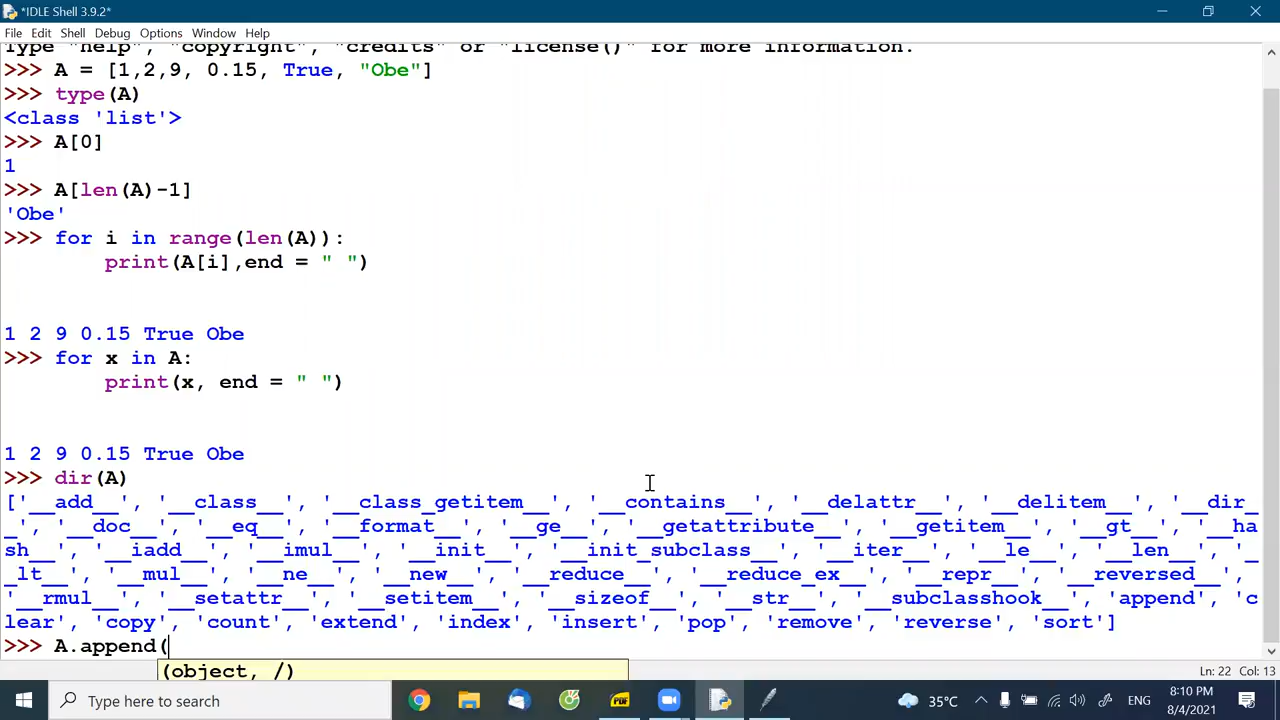 *IDLE Shell 3.9.2*
File Edit Shell Debug Options Window Help
Type "help", "copyright", "credits" or "license()" for more information.
>>> A = [1,2,9, 0.15, True, "Obe"]
>>> type(A)
<class 'list'>
>>> A[0]
1
>>> A[len(A)-1]
'Obe'
>>> for i in range(len(A)):
        print(A[i],end = " ")
1 2 9 0.15 True Obe
>>> for x in A:
        print(x, end = " ")
1 2 9 0.15 True Obe
>>> dir(A)
['__add__', '__class__', '__class_getitem__', '__contains__', '__delattr__', '__delitem__', '__dir_
_', '__doc__', '__eq__', '__format__', '__ge__', '__getattribute__', '__getitem__', '__gt__', '__ha
sh__', '__iadd__', '__imul__', '__init__', '__init_subclass__', '__iter__', '__le__', '__len__', '_
_lt__', '__mul__', '__ne__', '__new__', '__reduce__', '__reduce_ex__', '__repr__', '__reversed__',
'__rmul__', '__setattr__', '__setitem__', '__sizeof__', '__str__', '__subclasshook__', 'append', 'c
lear', 'copy', 'count', 'extend', 'index', 'insert', 'pop', 'remove', 'reverse', 'sort']
>>> A.append(
(object, /)
Ln: 22 Col: 13
Type here to search
PDF
35°C
ENG
8:10 PM
8/4/2021